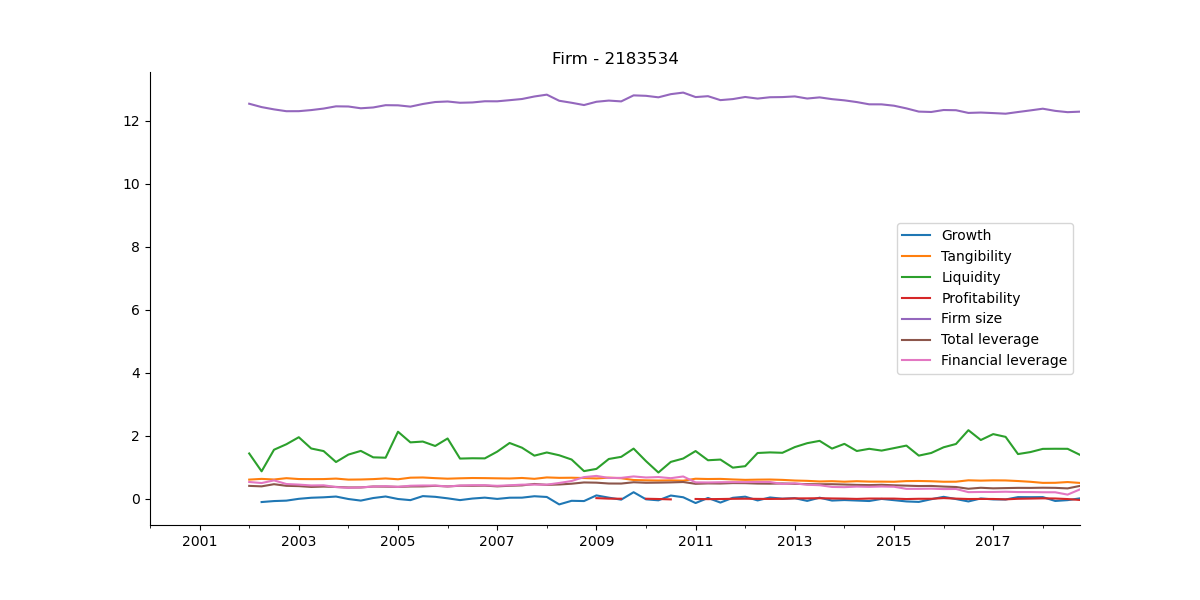 Firm - 2183534
12
10
8
6
4
2
0
Growth
Tangibility
Liquidity
Profitability
Firm size
Total leverage
Financial leverage
2001 2003 2005 2007 2009 2011 2013 2015 2017